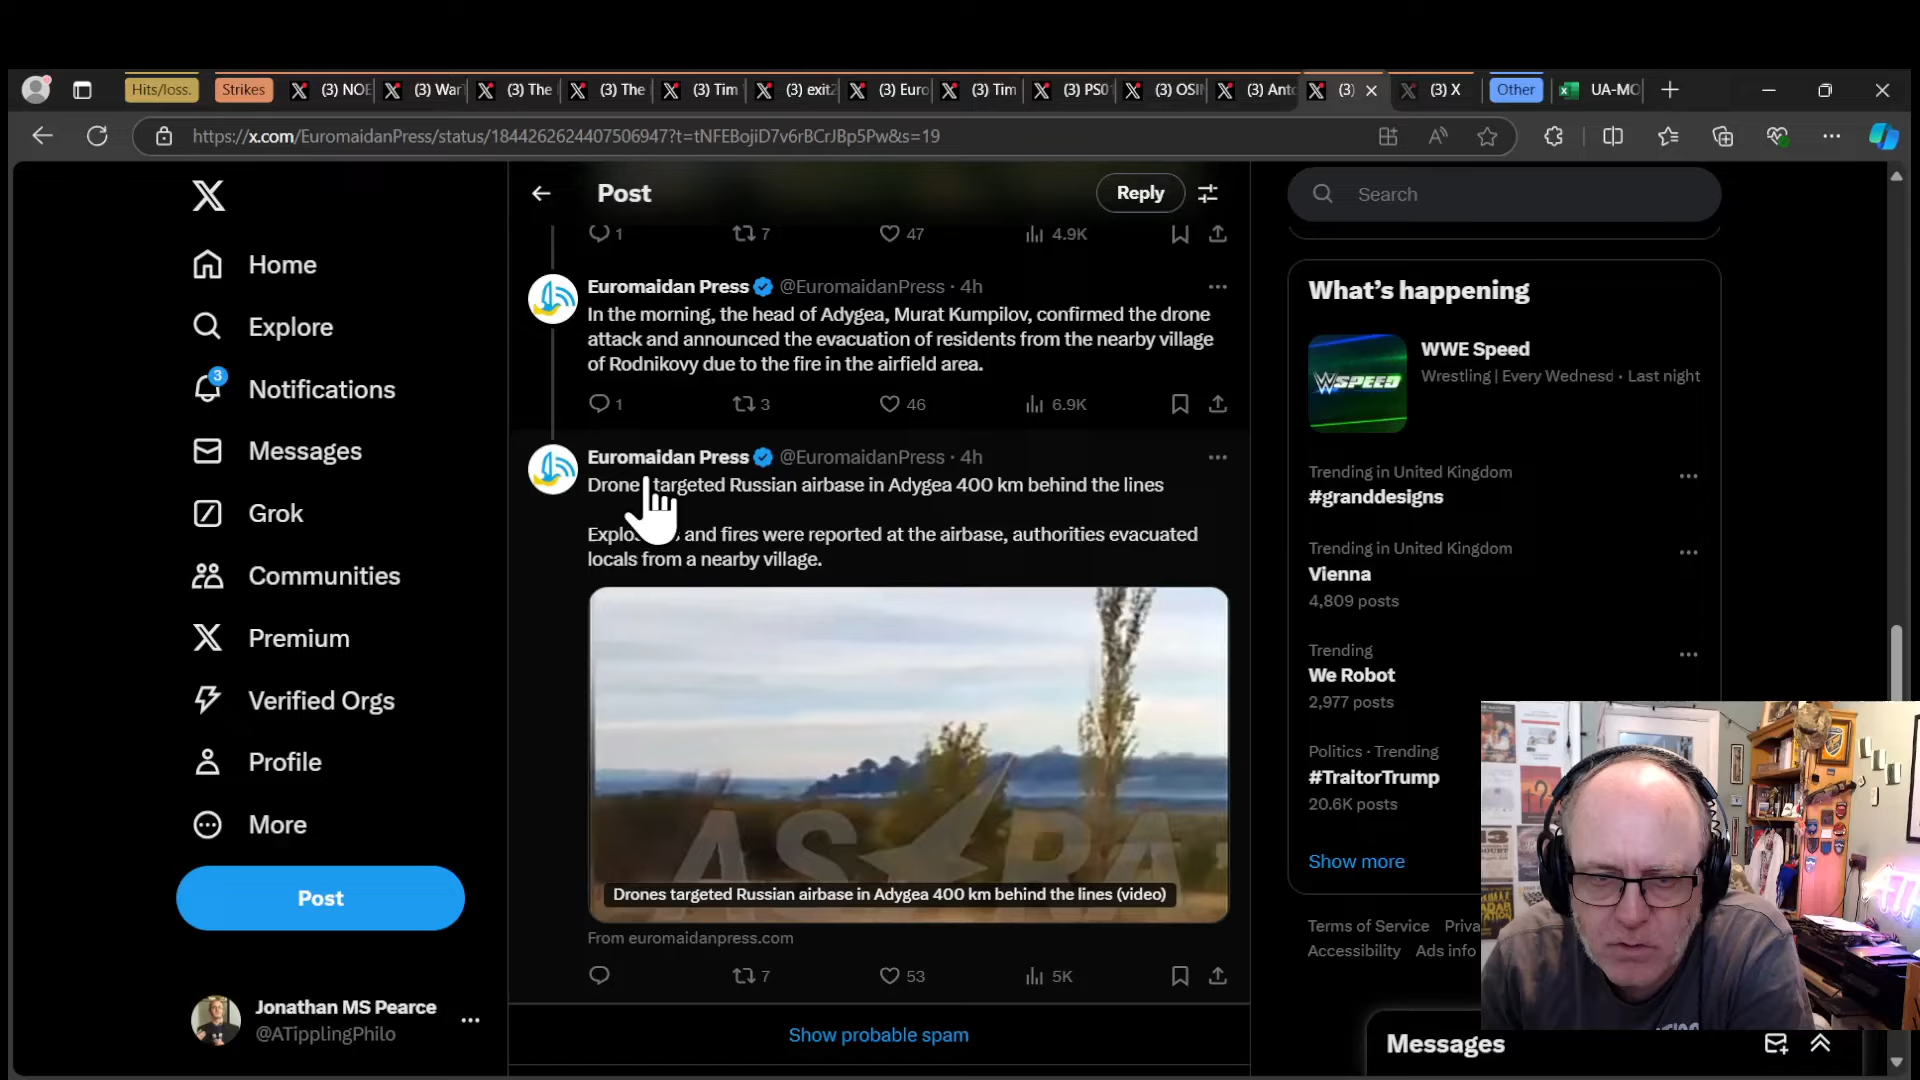 Hits/loss.
Strikes
(3) NOE
(3) War
(3) The
(3) The
(3) Tim
(3) exit
(3) Euro
(3) Tim
(3) PS01
(3) OSI
(3) Anto
(3)
(3) X
Other
UA-MO
https://x.com/EuromaidanPress/status/1844262624407506947?t=tNFEBojiD7v6rBCrJBp5Pw&s=19
Home
Explore
3
Notifications
Messages
Grok
Communities
Premium
Verified Orgs
Profile
More
Post
Jonathan MS Pearce
@ATipplingPhilo
Post
Reply
1
7
47
4.9K
Euromaidan Press @EuromaidanPress · 4h
In the morning, the head of Adygea, Murat Kumpilov, confirmed the drone
attack and announced the evacuation of residents from the nearby village
of Rodnikovy due to the fire in the airfield area.
1
3
46
6.9K
Euromaidan Press @EuromaidanPress · 4h
Drone targeted Russian airbase in Adygea 400 km behind the lines
and fires were reported at the airbase, authorities evacuated
locals from a nearby village.
ASTRA
Drones targeted Russian airbase in Adygea 400 km behind the lines (video)
From euromaidanpress.com
7
53
5K
Show probable spam
Search
What's happening
WWE Speed
WSPEED
Wrestling | Every Wednesd · Last night
Trending in United Kingdom
#granddesigns
Trending in United Kingdom
Vienna
4,809 posts
Trending
We Robot
2,977 posts
Politics · Trending
#TraitorTrump
20.6K posts
Show more
Terms of Service Priva
Accessibility Ads info
Messages